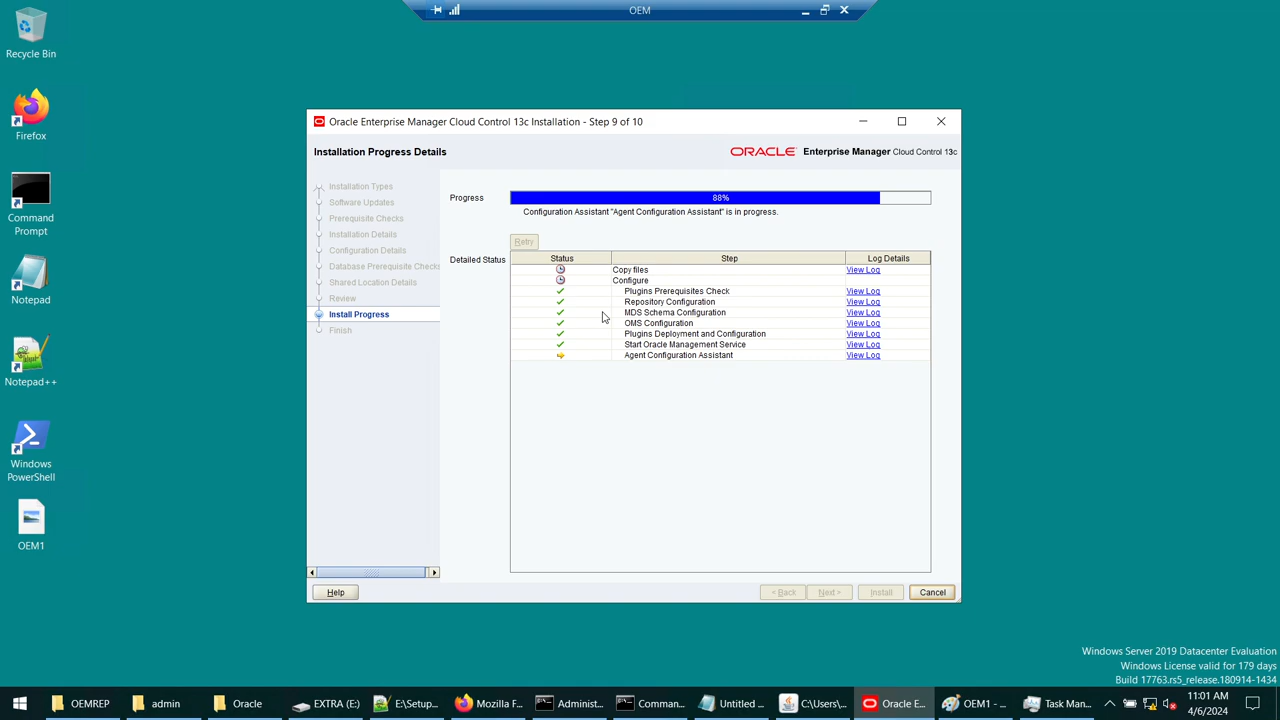 OEM
Recycle Bin
Firefox
Command
Prompt
Notepad
Notepad++
Windows
PowerShell
OEM1
Oracle Enterprise Manager Cloud Control 13c Installation - Step 9 of 10
Installation Progress Details
ORACLE Enterprise Manager Cloud Control 13c
Installation Types
Software Updates
Prerequisite Checks
Installation Details
Configuration Details
Database Prerequisite Checks
Shared Location Details
Review
Install Progress
Finish
Progress
88%
Configuration Assistant "Agent Configuration Assistant" is in progress.
Retry
Detailed Status
Status Step Log Details
Copy files View Log
Configure
Plugins Prerequisites Check View Log
Repository Configuration View Log
MDS Schema Configuration View Log
OMS Configuration View Log
Plugins Deployment and Configuration View Log
Start Oracle Management Service View Log
Agent Configuration Assistant View Log
Help
< Back
Next >
Install
Cancel
Windows Server 2019 Datacenter Evaluation
Windows License valid for 179 days
Build 17763.rs5_release.180914-1434
OEMREP
admin
Oracle
EXTRA (E:)
E:\Setup...
Mozilla F...
Administ...
Comman...
Untitled ...
C:\Users\...
Oracle E...
OEM1 - ...
Task Man...
11:01 AM
4/6/2024